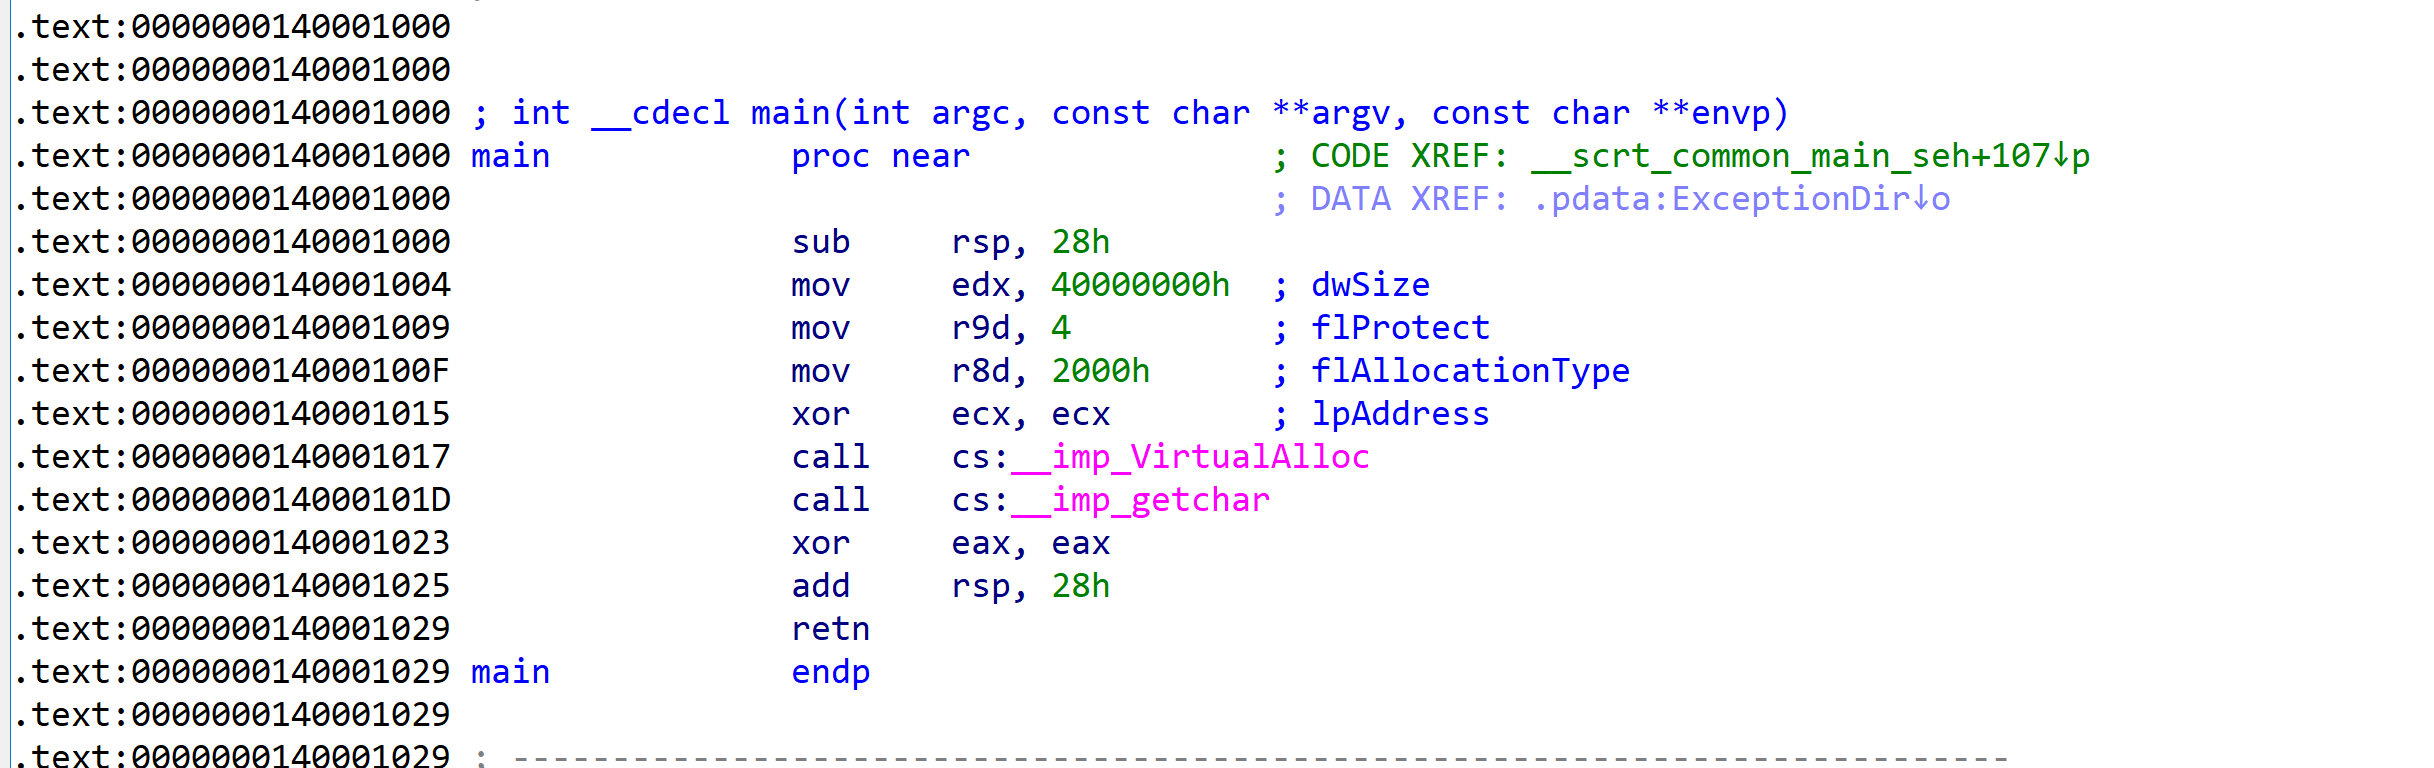 .text:0000000140001000
.text:0000000140001000
.text:0000000140001000 ; int __cdecl main(int argc, const char **argv, const char **envp)
.text:0000000140001000 main            proc near               ; CODE XREF: __scrt_common_main_seh+107↓p
.text:0000000140001000                                         ; DATA XREF: .pdata:ExceptionDir↓o
.text:0000000140001000                 sub     rsp, 28h
.text:0000000140001004                 mov     edx, 40000000h  ; dwSize
.text:0000000140001009                 mov     r9d, 4          ; flProtect
.text:000000014000100F                 mov     r8d, 2000h      ; flAllocationType
.text:0000000140001015                 xor     ecx, ecx        ; lpAddress
.text:0000000140001017                 call    cs:__imp_VirtualAlloc
.text:000000014000101D                 call    cs:__imp_getchar
.text:0000000140001023                 xor     eax, eax
.text:0000000140001025                 add     rsp, 28h
.text:0000000140001029                 retn
.text:0000000140001029 main            endp
.text:0000000140001029
.text:0000000140001029 ; ---------------------------------------------------------------------------